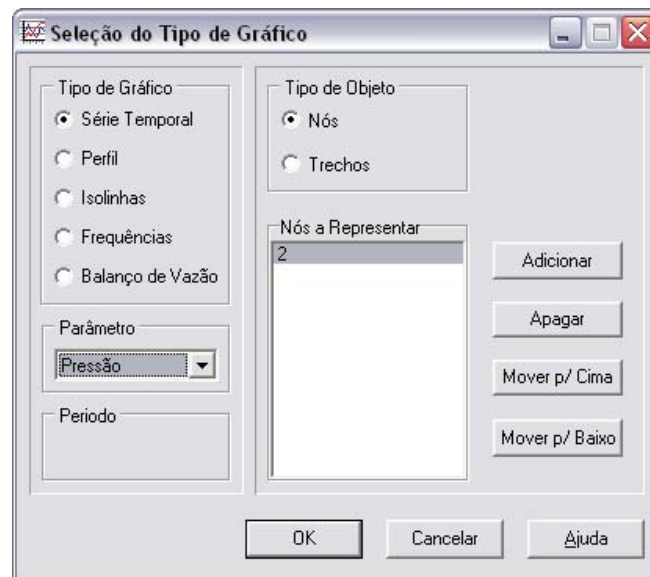 Seleção do Tipo de Gráfico
Tipo de Gráfico
Série Temporal
Perfil
Isolinhas
Frequências
Balanço de Vazão
Parâmetro
Pressão
Periodo
Tipo de Objeto
Nós
Trechos
Nós a Representar
2
Adicionar
Apagar
Mover p/ Cima
Mover p/ Baixo
OK
Cancelar
Ajuda